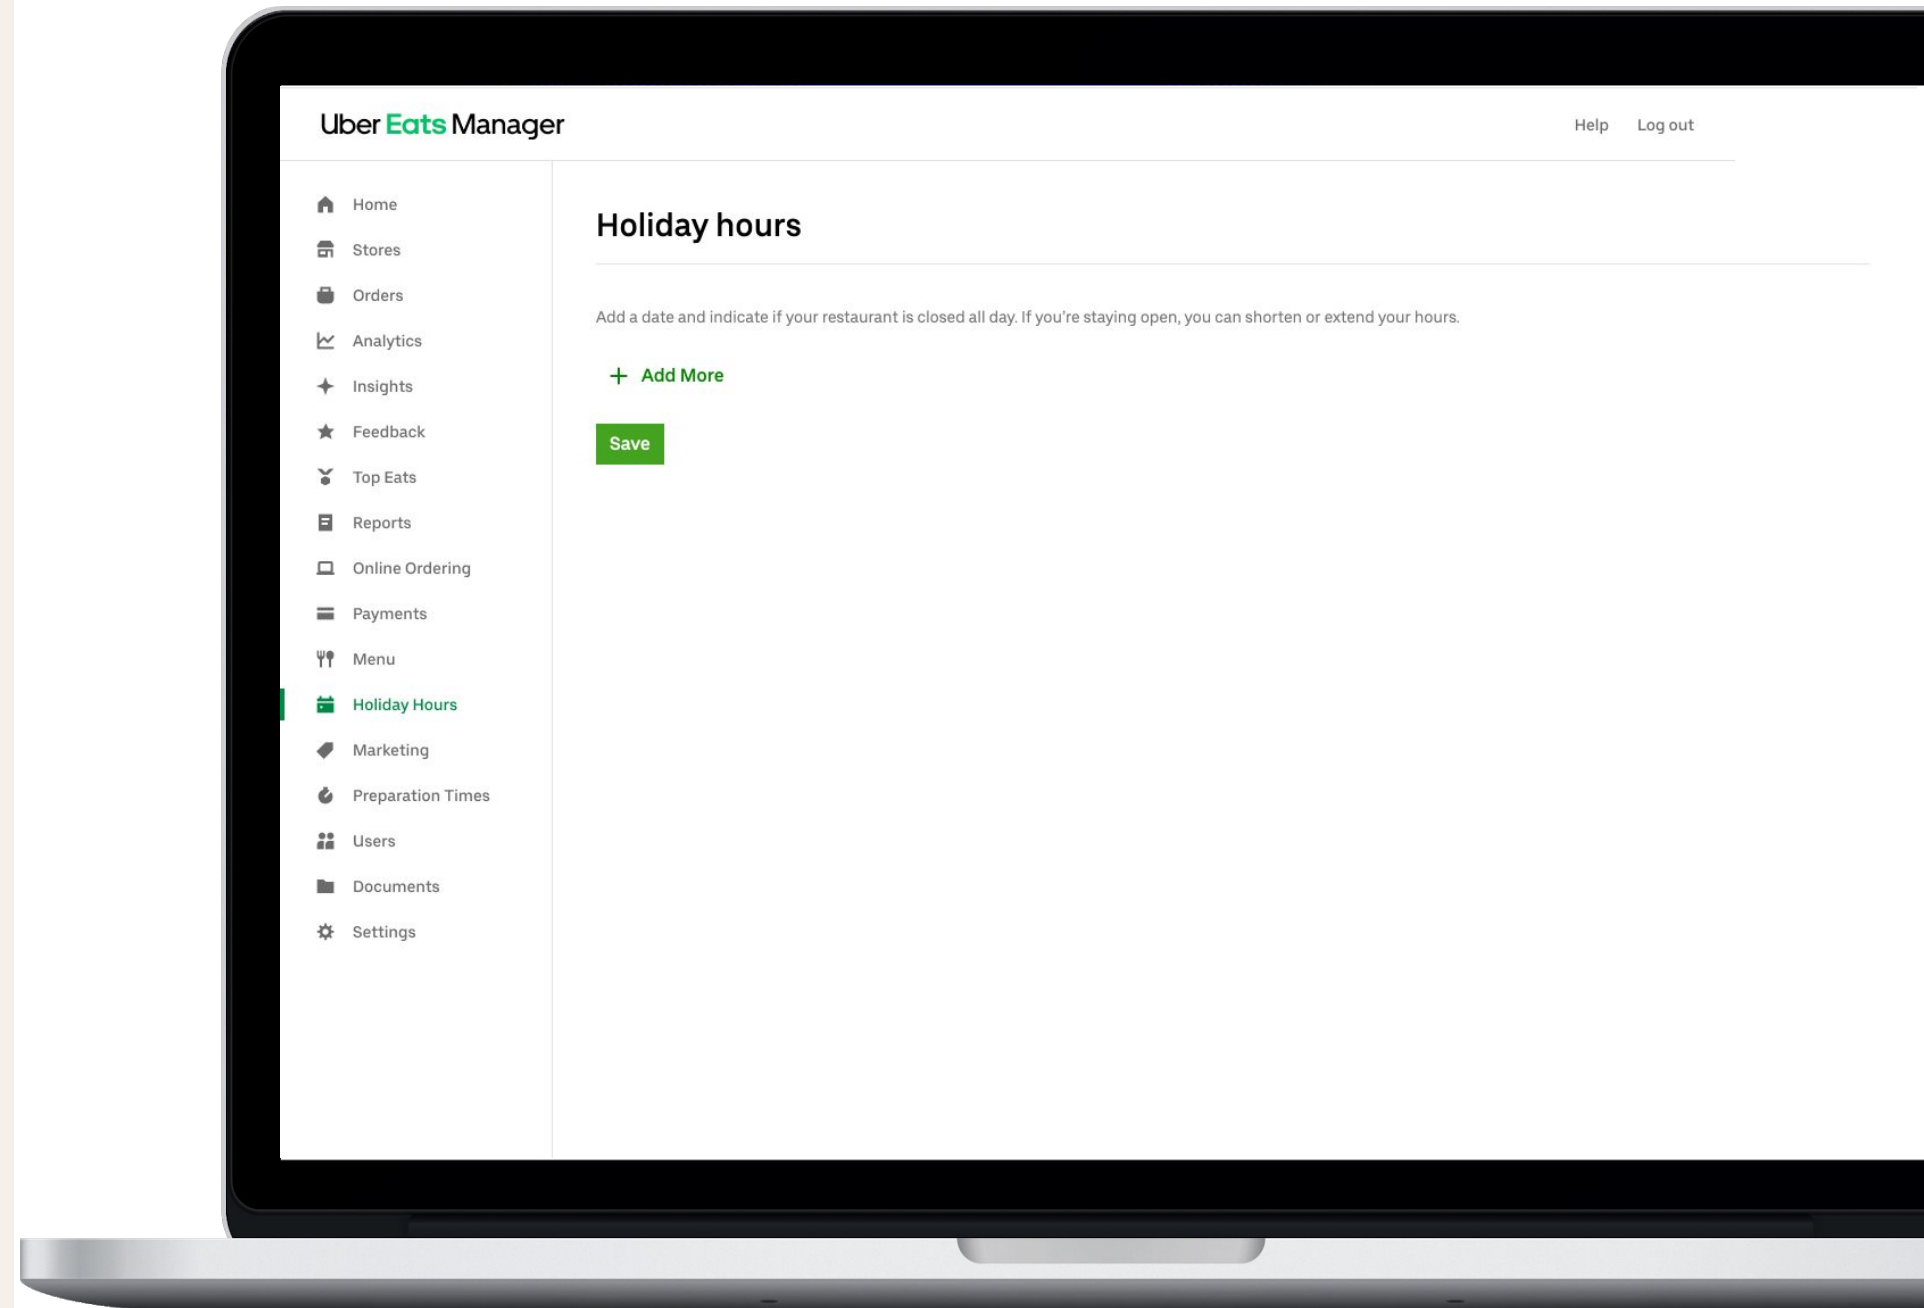 Uber Eats Manager
Help
Log out
Home
Stores
Orders
Analytics
Insights
Feedback
Top Eats
Reports
Online Ordering
Payments
Menu
Holiday Hours
Marketing
Preparation Times
Users
Documents
Settings
Holiday hours
Add a date and indicate if your restaurant is closed all day. If you're staying open, you can shorten or extend your hours.
+ Add More
Save